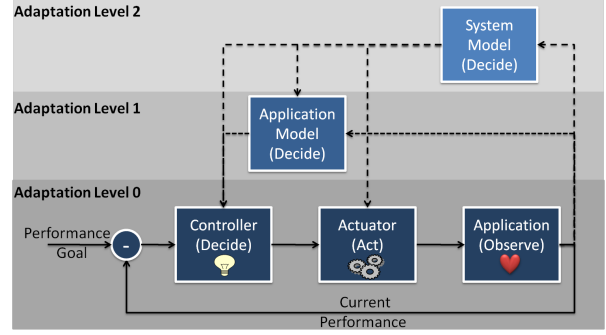 Adaptation Level 2
System
Model
(Decide)
Adaptation Level 1
Application
Model
(Decide)
Adaptation Level 0
Performance
Goal
-
Controller
(Decide)
Actuator
(Act)
Application
(Observe)
Current
Performance